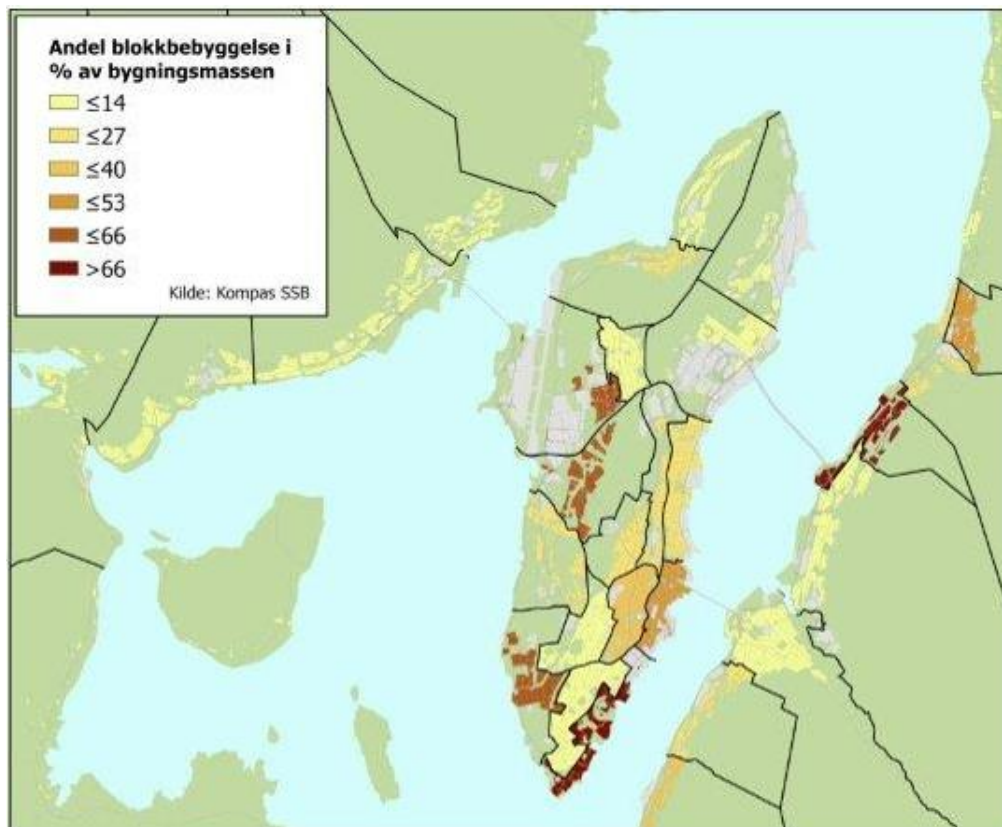 Andel blokkbebyggelse i
% av bygningsmassen
≤14
≤27
≤40
≤53
≤66
>66
Kilde: Kompas SSB